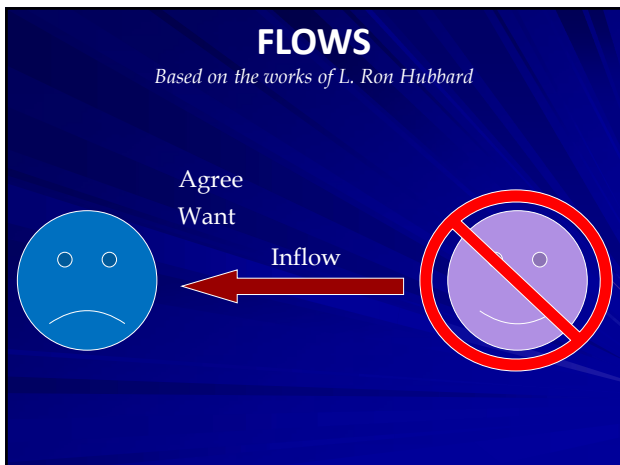 FLOWS
Based on the works of L. Ron Hubbard
Agree
Want
Inflow